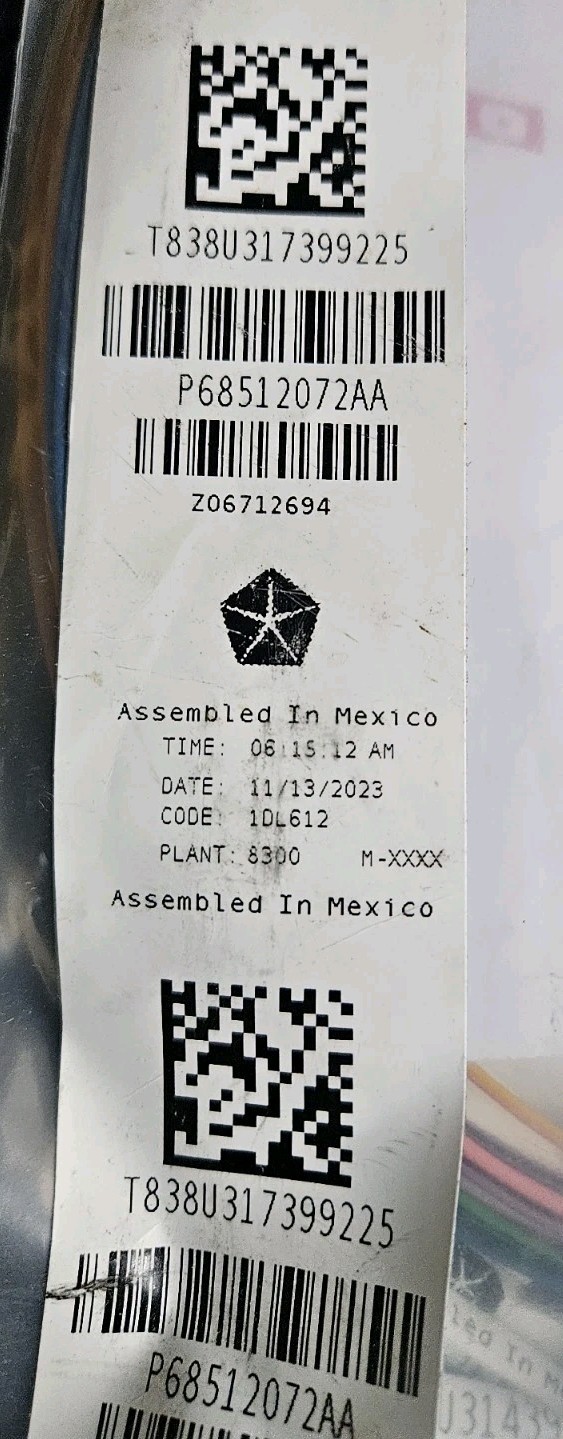 T838U317399225
P68512072AA
Z06712694
Assembled In Mexico
TIME: 06:15:12 AM
DATE: 11/13/2023
CODE: 1DL612
PLANT: 8300 M-XXXX
Assembled In Mexico
T838U317399225
P68512072AA
In